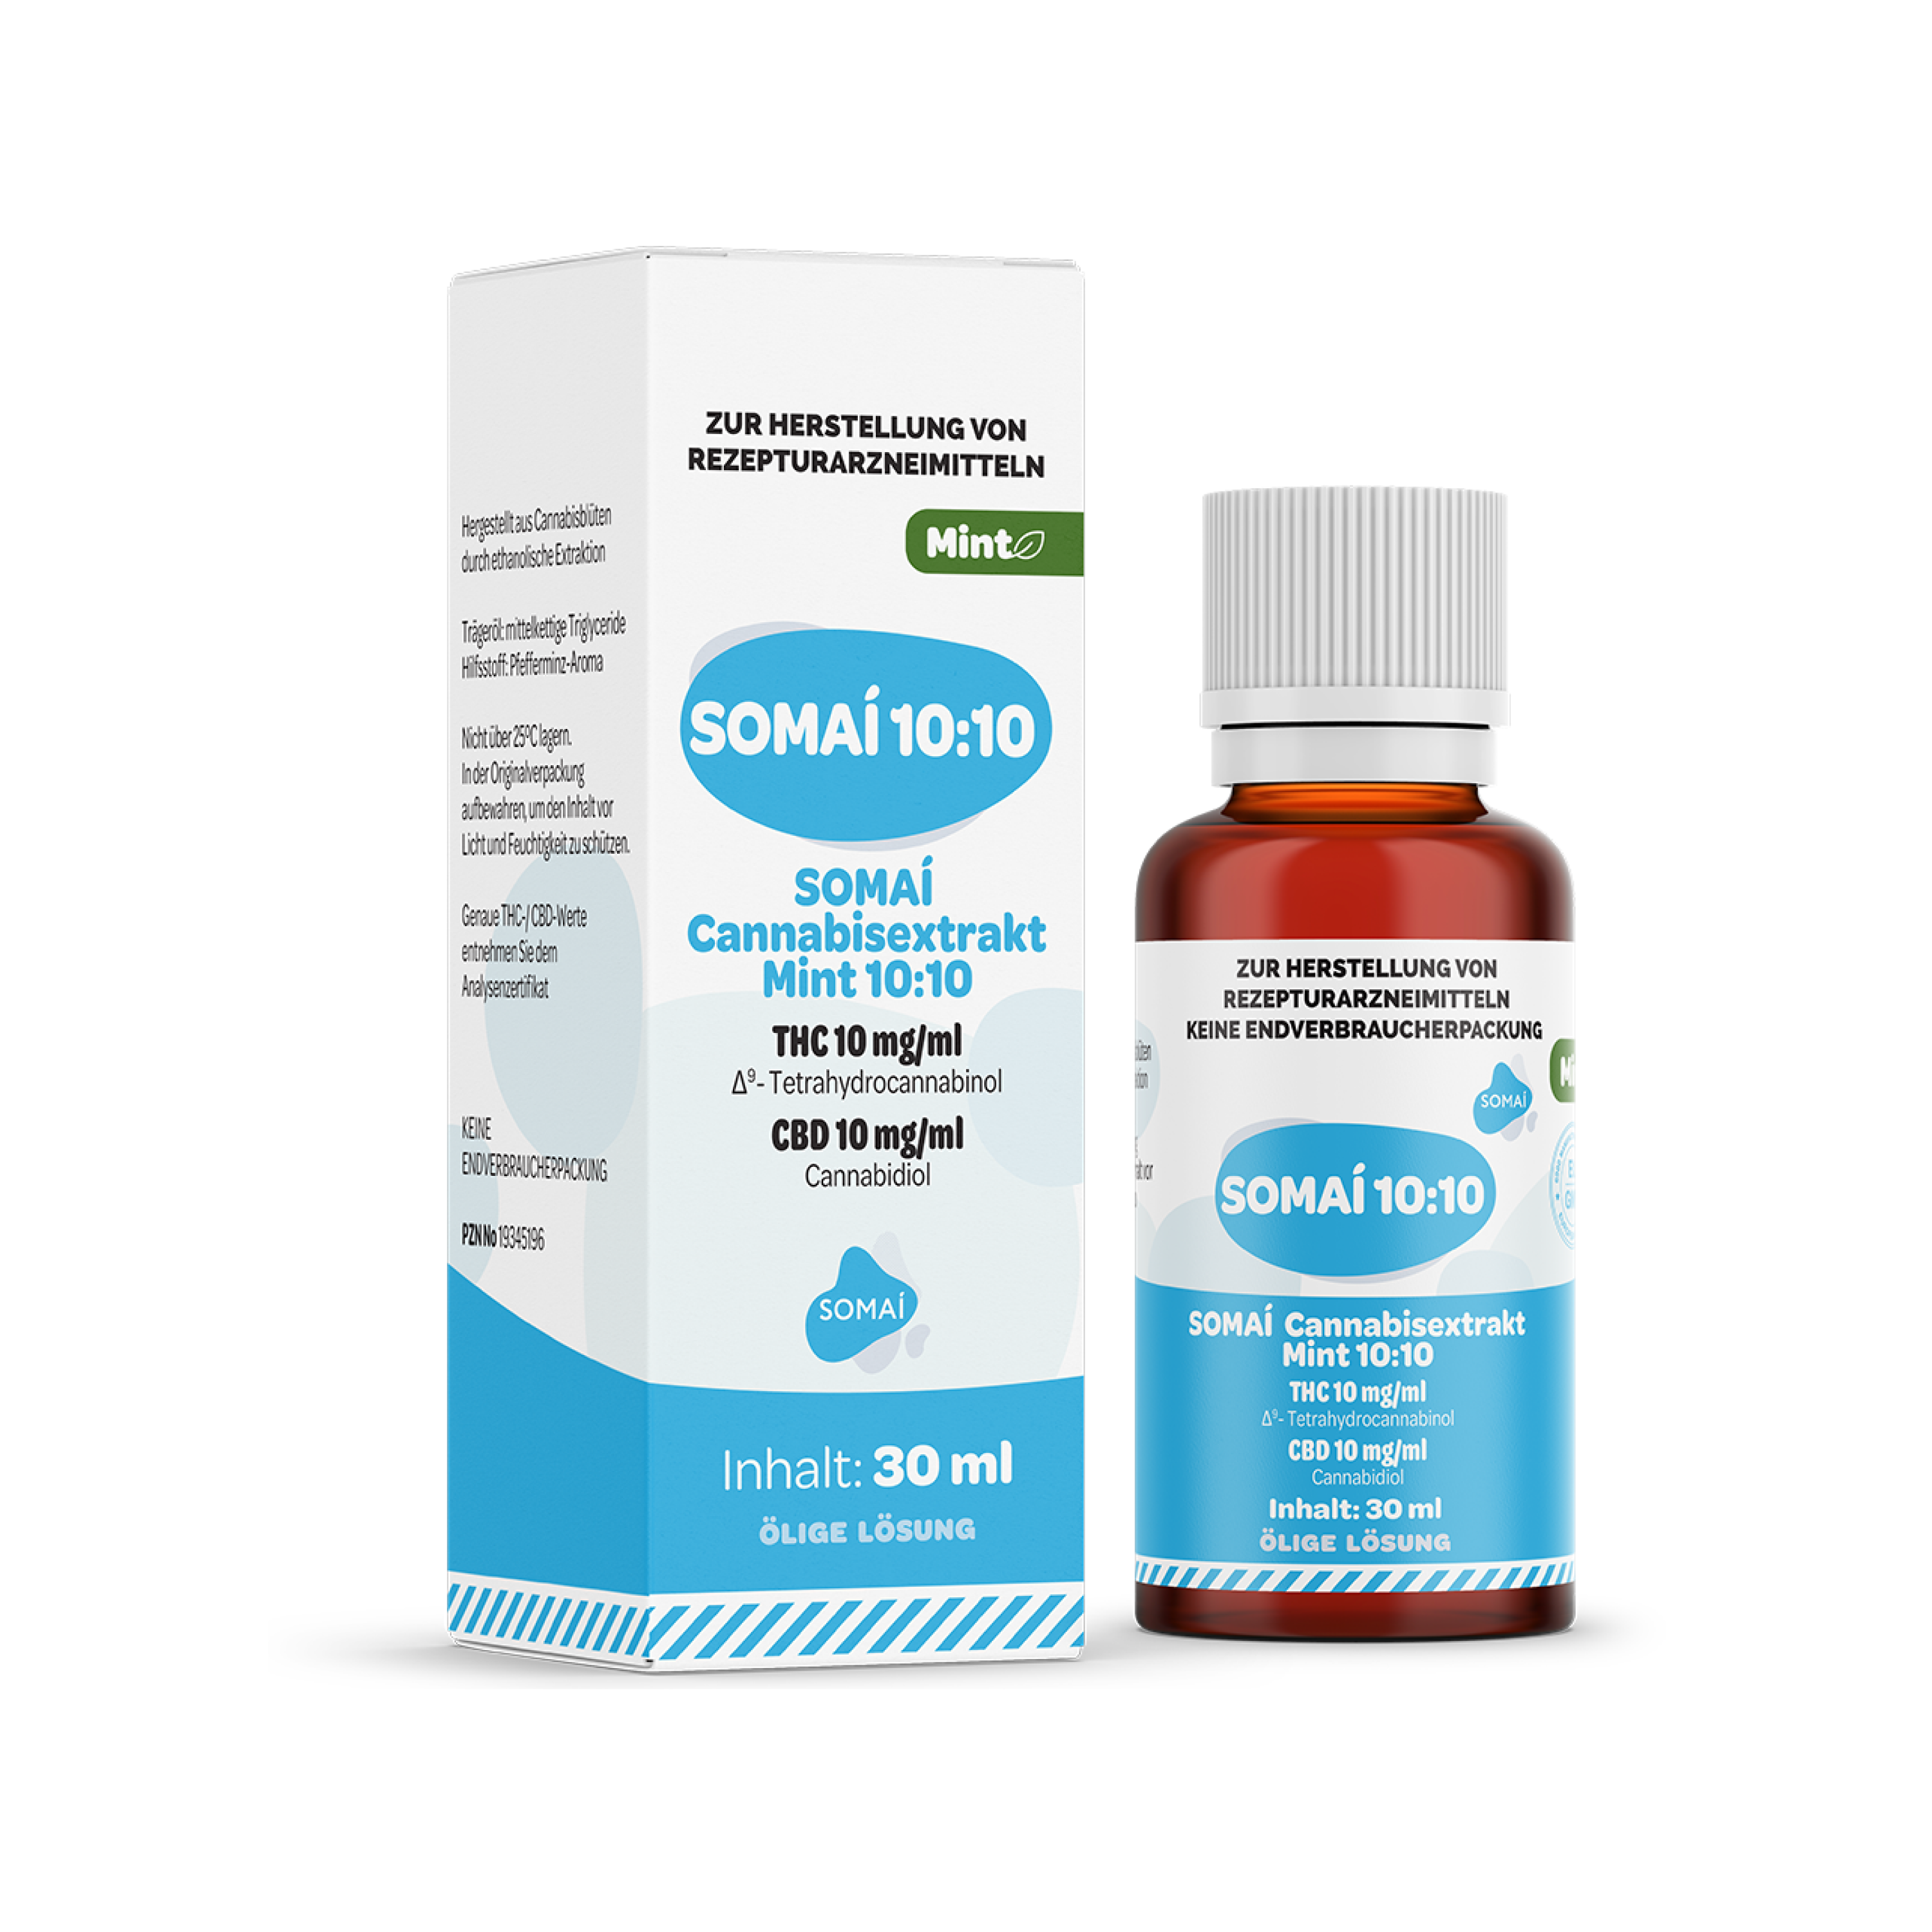 Hergestellt aus Cannabisblüten
durch ethanolische Extraktion
Trägeröl: mittelkettige Triglyceride
Hilfsstoff: Pfefferminz-Aroma
Nicht über 25ºC lagern.
In der Originalverpackung
aufbewahren, um den Inhalt vor
Licht und Feuchtigkeit zu schützen.
Genaue THC-/ CBD-Werte
entnehmen Sie dem
Analysenzertifikat
KEINE
ENDVERBRAUCHERPACKUNG
PZN No 19345196
ZUR HERSTELLUNG VON
REZEPTURARZNEIMITTELN
Mint
SOMAÍ 10:10
SOMAÍ
Cannabisextrakt
Mint 10:10
THC 10 mg/ml
Δ⁹- Tetrahydrocannabinol
CBD 10 mg/ml
Cannabidiol
SOMAÍ
Inhalt: 30 ml
ÖLIGE LÖSUNG
ZUR HERSTELLUNG VON
REZEPTURARZNEIMITTELN
KEINE ENDVERBRAUCHERPACKUNG
SOMAÍ
SOMAÍ 10:10
SOMAÍ Cannabisextrakt
Mint 10:10
THC 10 mg/ml
Δ⁹- Tetrahydrocannabinol
CBD 10 mg/ml
Cannabidiol
Inhalt: 30 ml
ÖLIGE LÖSUNG